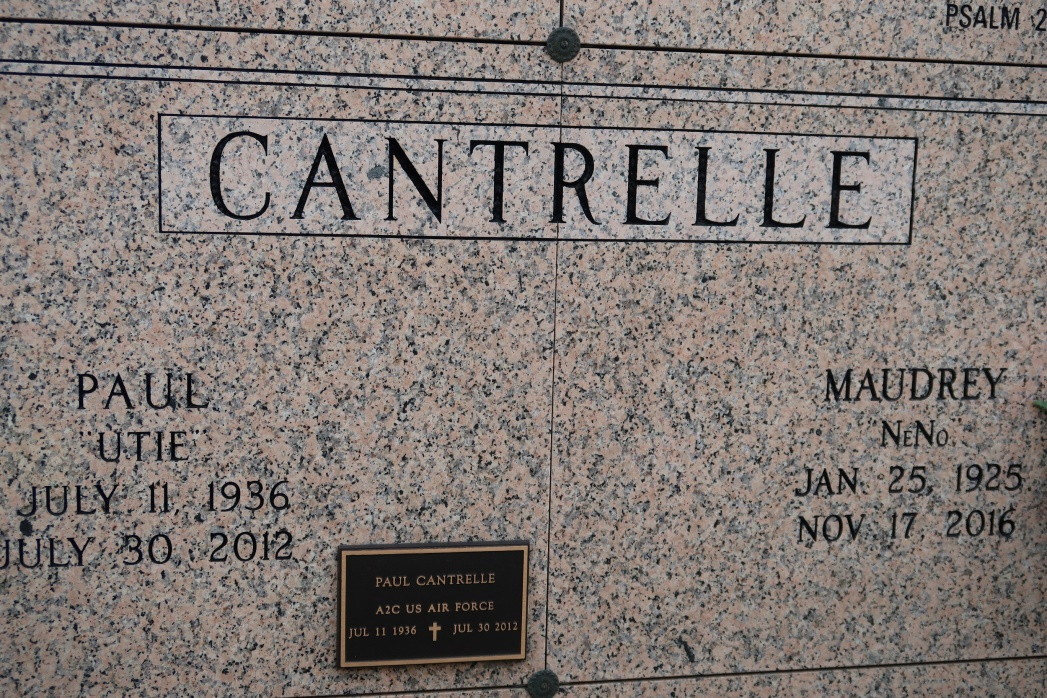 PSALM 2
CANTRELLE
PAUL
"UTIE"
JULY 11, 1936
JULY 30, 2012
MAUDREY
"NENO"
JAN. 25, 1925
NOV. 17, 2016
PAUL CANTRELLE
A2C US AIR FORCE
JUL 11 1936 ✝ JUL 30 2012